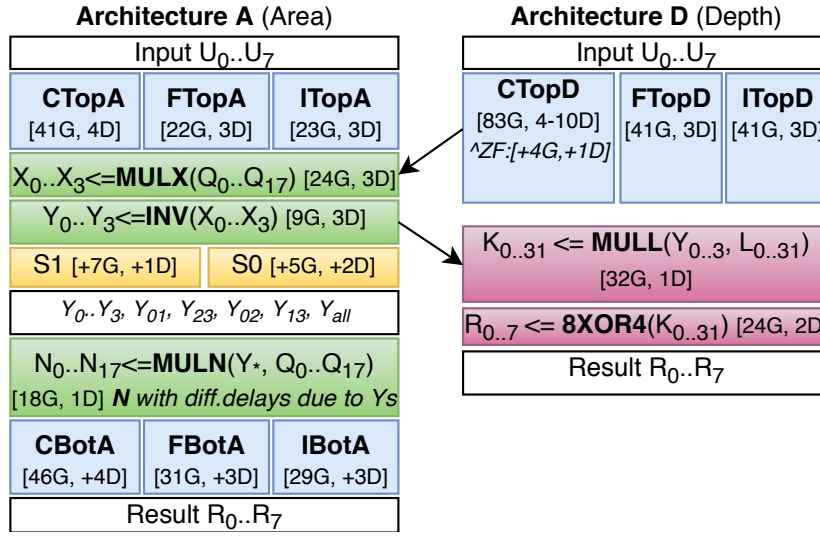 Architecture A (Area)
Input U0..U7
CTopA
[41G, 4D]
FTopA
[22G, 3D]
ITopA
[23G, 3D]
X0..X3<=MULX(Q0..Q17) [24G, 3D]
Y0..Y3<=INV(X0..X3) [9G, 3D]
S1 [+7G, +1D]
S0 [+5G, +2D]
Y0..Y3, Y01, Y23, Y02, Y13, Yall
N0..N17<=MULN(Y*, Q0..Q17)
[18G, 1D] N with diff.delays due to Ys
CBotA
[46G, +4D]
FBotA
[31G, +3D]
IBotA
[29G, +3D]
Result R0..R7
Architecture D (Depth)
Input U0..U7
CTopD
[83G, 4-10D]
^ZF:[+4G,+1D]
FTopD
[41G, 3D]
ITopD
[41G, 3D]
K0..31 <= MULL(Y0..3, L0..31)
[32G, 1D]
R0..7 <= 8XOR4(K0..31) [24G, 2D]
Result R0..R7